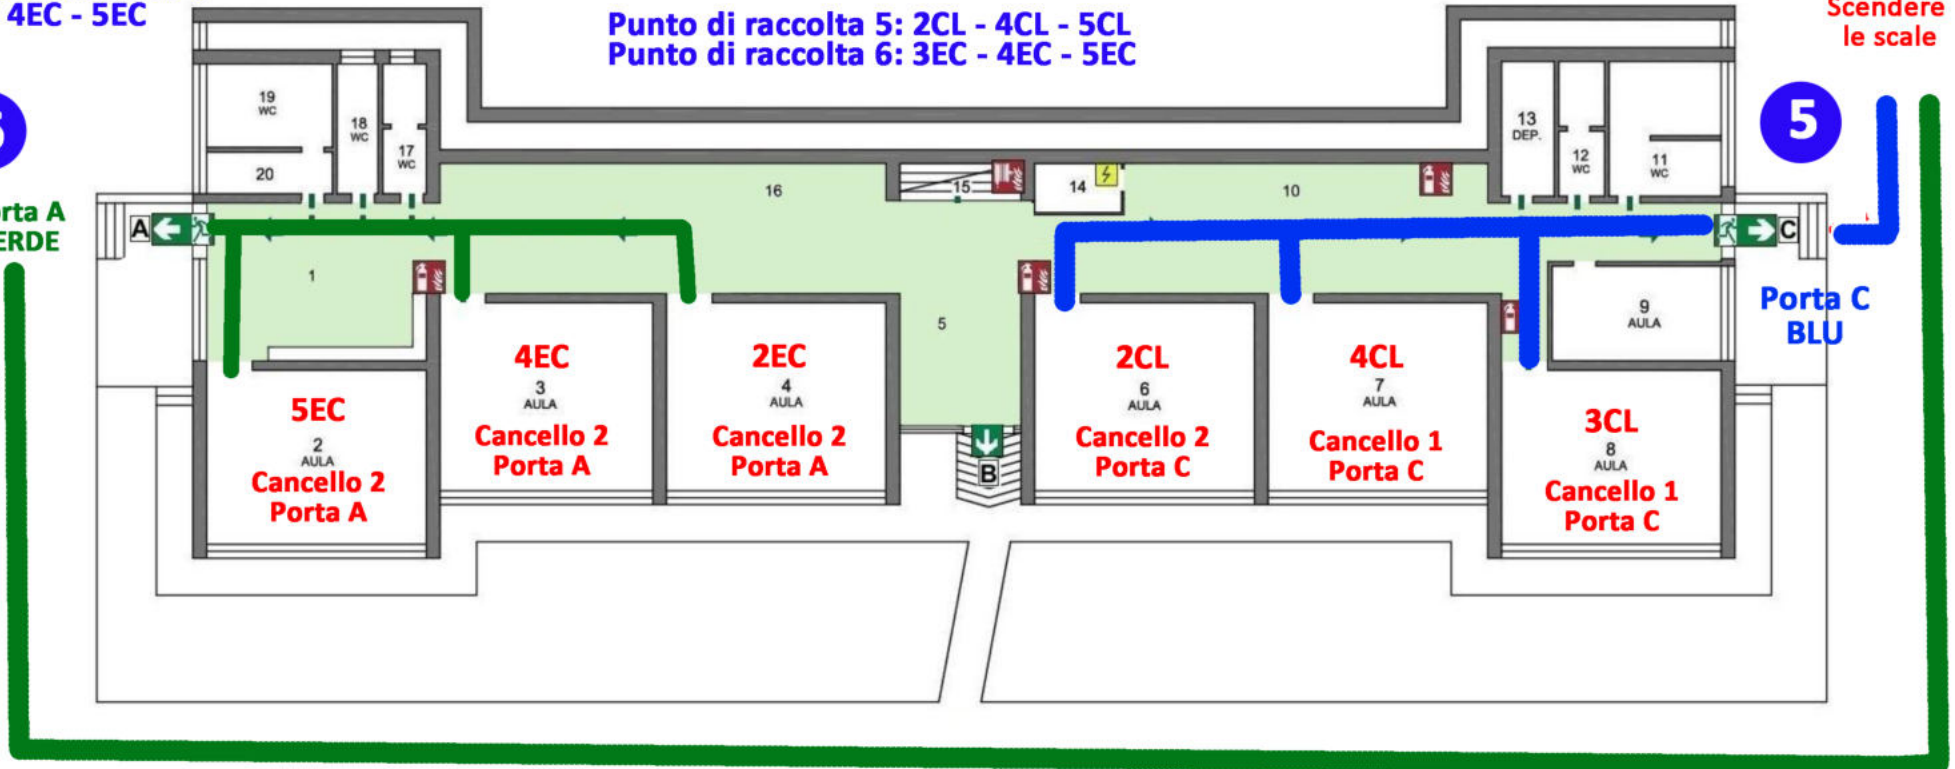 4EC - 5EC
Punto di raccolta 5: 2CL - 4CL - 5CL
Punto di raccolta 6: 3EC - 4EC - 5EC
Scendere
le scale
5
19
WC
18
WC
17
WC
20
16
15
14
10
13
DEP.
12
WC
11
WC
A
ERDE
1
A
C
5
9
AULA
Porta C
BLU
5EC
2
AULA
Cancello 2
Porta A
4EC
3
AULA
Cancello 2
Porta A
2EC
4
AULA
Cancello 2
Porta A
B
2CL
6
AULA
Cancello 2
Porta C
4CL
7
AULA
Cancello 1
Porta C
3CL
8
AULA
Cancello 1
Porta C